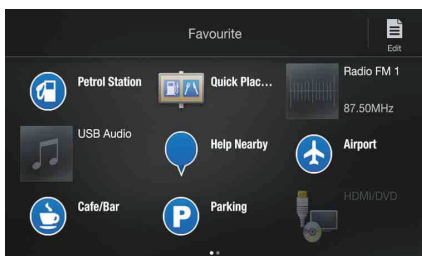 Favourite
Edit
Petrol Station
Quick Plac...
Radio FM 1
87.50MHz
USB Audio
Help Nearby
Airport
Cafe/Bar
P
Parking
HDMI/DVD